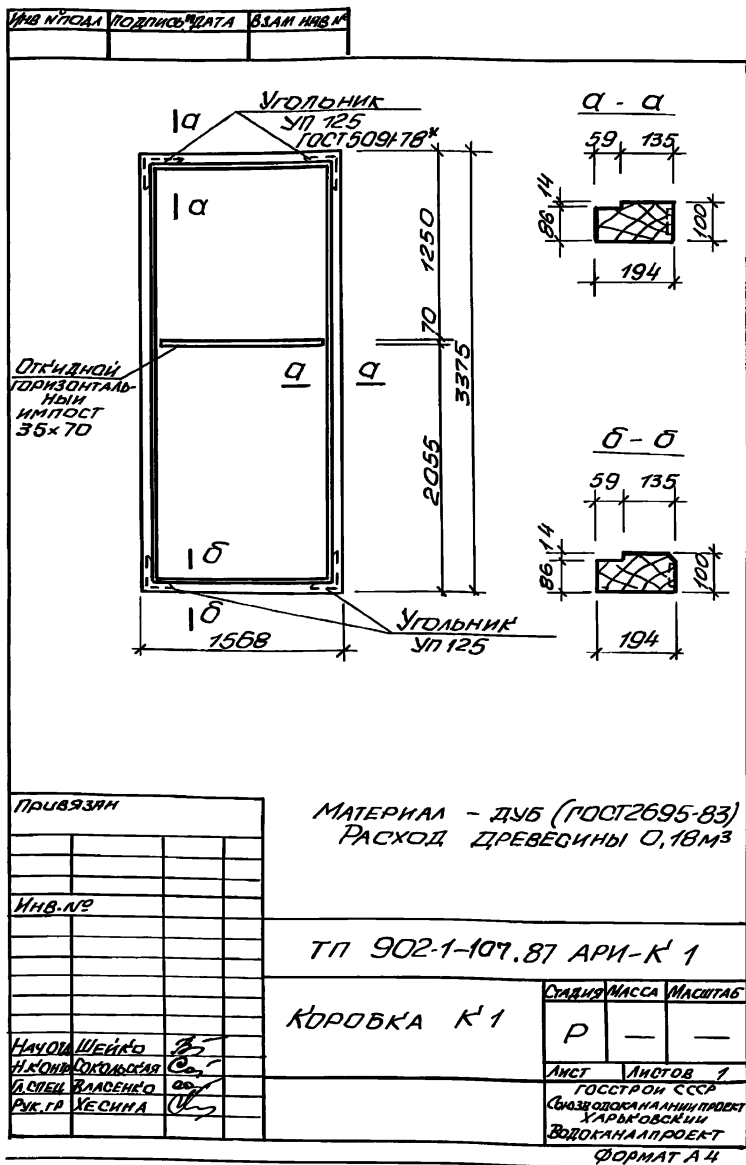 ИНВ №ПОДЛ ПОДПИСЬ И ДАТА ВЗАМ ИНВ №
Угольник
УП 125
ГОСТ 5091-78*
а
а
1250
70
3375
2055
Откидной
горизонталь-
ный
импост
35×70
а а
б
б
Угольник
УП 125
1568
а - а
59 135
14
86
100
194
б - б
59 135
14
86
100
194
Привязан
Инв.№
МАТЕРИАЛ - ДУБ (ГОСТ 2695-83)
РАСХОД ДРЕВЕСИНЫ 0,18м³
ТП 902-1-107.87 АРИ-К 1
КОРОБКА К 1
Стадия Масса Масштаб
Р — —
Лист Листов 1
Нач отд Шейко
Н.контр Сокольская
Гл.спец Власенко
Рук.гр Хесина
ГОССТРОЙ СССР
СОЮЗВОДОКАНАЛНИИПРОЕКТ
ХАРЬКОВСКИЙ
ВОДОКАНАЛПРОЕКТ
ФОРМАТ А4